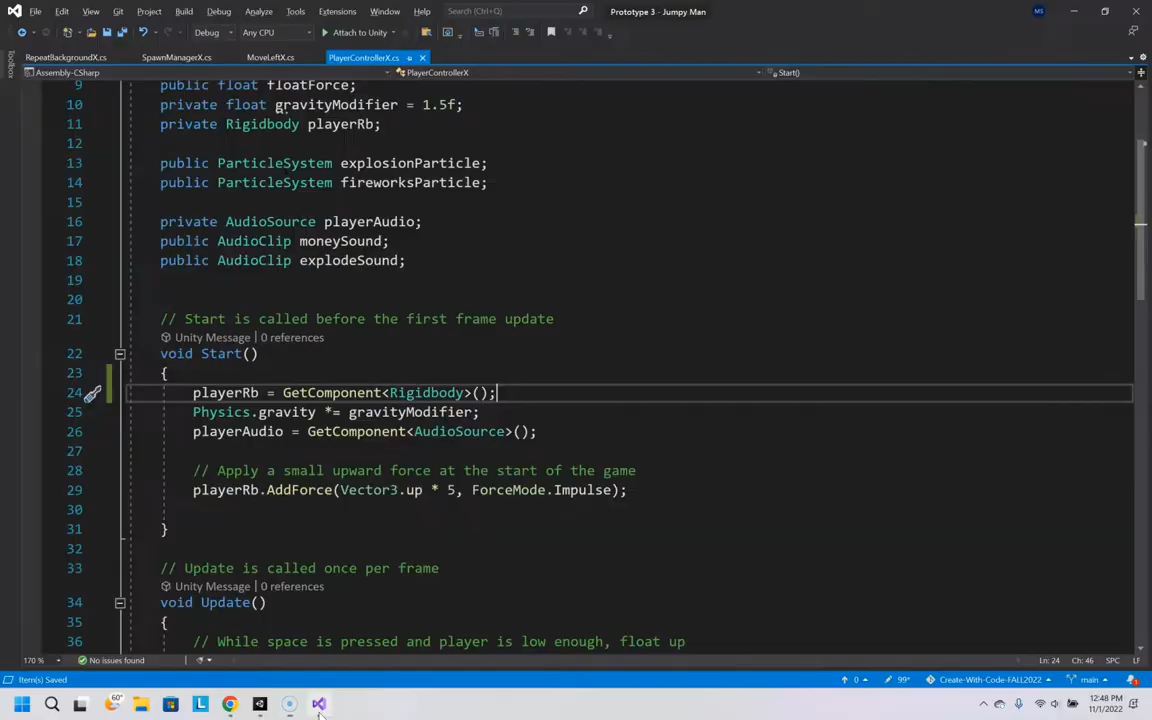 File Edit View Git Project Build Debug Analyze Tools Extensions Window Help Search (Ctrl+Q) Prototype 3 - Jumpy Man MS
Debug Any CPU Attach to Unity
RepeatBackgroundX.cs SpawnManagerX.cs MoveLeftX.cs PlayerControllerX.cs
Toolbox
Assembly-CSharp PlayerControllerX Start()
9 public float floatForce;
10 private float gravityModifier = 1.5f;
11 private Rigidbody playerRb;
12
13 public ParticleSystem explosionParticle;
14 public ParticleSystem fireworksParticle;
15
16 private AudioSource playerAudio;
17 public AudioClip moneySound;
18 public AudioClip explodeSound;
19
20
21 // Start is called before the first frame update
Unity Message | 0 references
22 void Start()
23 {
24 playerRb = GetComponent<Rigidbody>();
25 Physics.gravity *= gravityModifier;
26 playerAudio = GetComponent<AudioSource>();
27
28 // Apply a small upward force at the start of the game
29 playerRb.AddForce(Vector3.up * 5, ForceMode.Impulse);
30
31 }
32
33 // Update is called once per frame
Unity Message | 0 references
34 void Update()
35 {
36 // While space is pressed and player is low enough, float up
170 % No issues found Ln: 24 Ch: 46 SPC LF
Item(s) Saved 0 99+ Create-With-Code-FALL2022 main
60° L 12:48 PM
11/1/2022